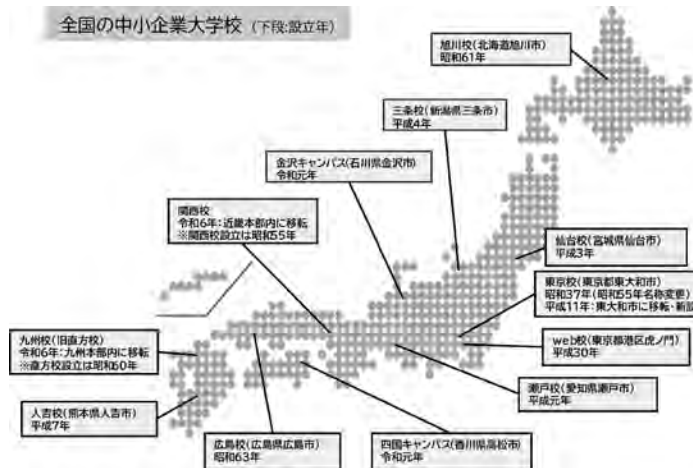 全国の中小企業大学校 (下段:設立年)
旭川校(北海道旭川市)
昭和61年
三条校(新潟県三条市)
平成4年
金沢キャンパス(石川県金沢市)
令和元年
関西校
令和6年:近畿本部内に移転
※関西校設立は昭和55年
仙台校(宮城県仙台市)
平成3年
東京校(東京都東大和市)
昭和37年(昭和55年名称変更)
平成11年:東大和市に移転・新設
九州校(旧直方校)
令和6年:九州本部内に移転
※直方校設立は昭和60年
web校(東京都港区虎ノ門)
平成30年
瀬戸校(愛知県瀬戸市)
平成元年
人吉校(熊本県人吉市)
平成7年
広島校(広島県広島市)
昭和63年
四国キャンパス(香川県高松市)
令和元年